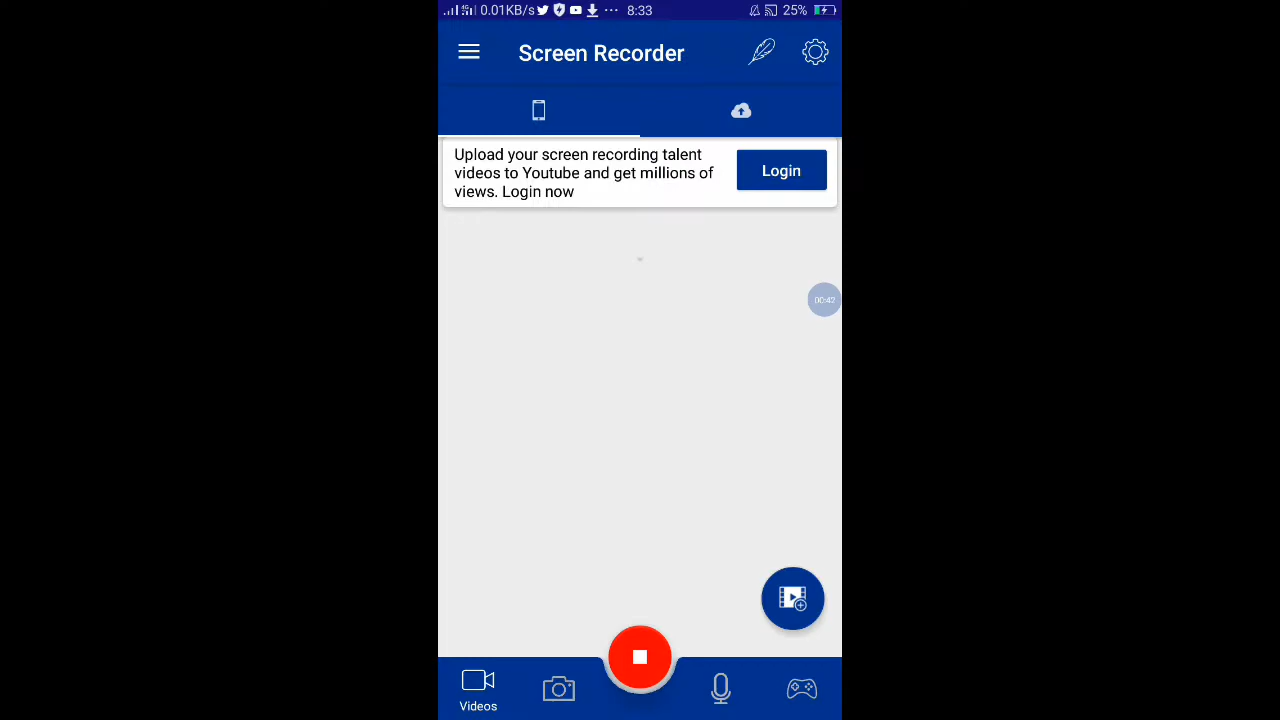 0.01KB/s ... 8:33 25%
Screen Recorder
Upload your screen recording talent
videos to Youtube and get millions of
views. Login now
Login
00:42
Videos